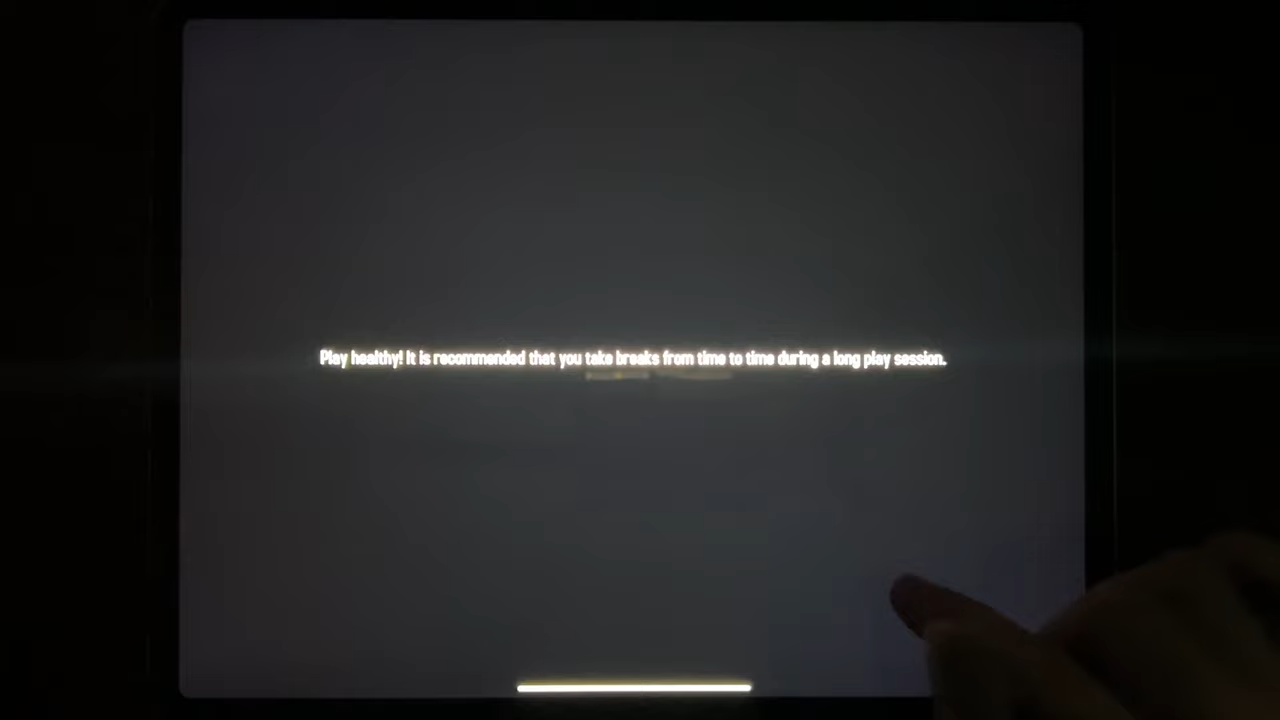 Play healthy! It is recommended that you take breaks from time to time during a long play session.